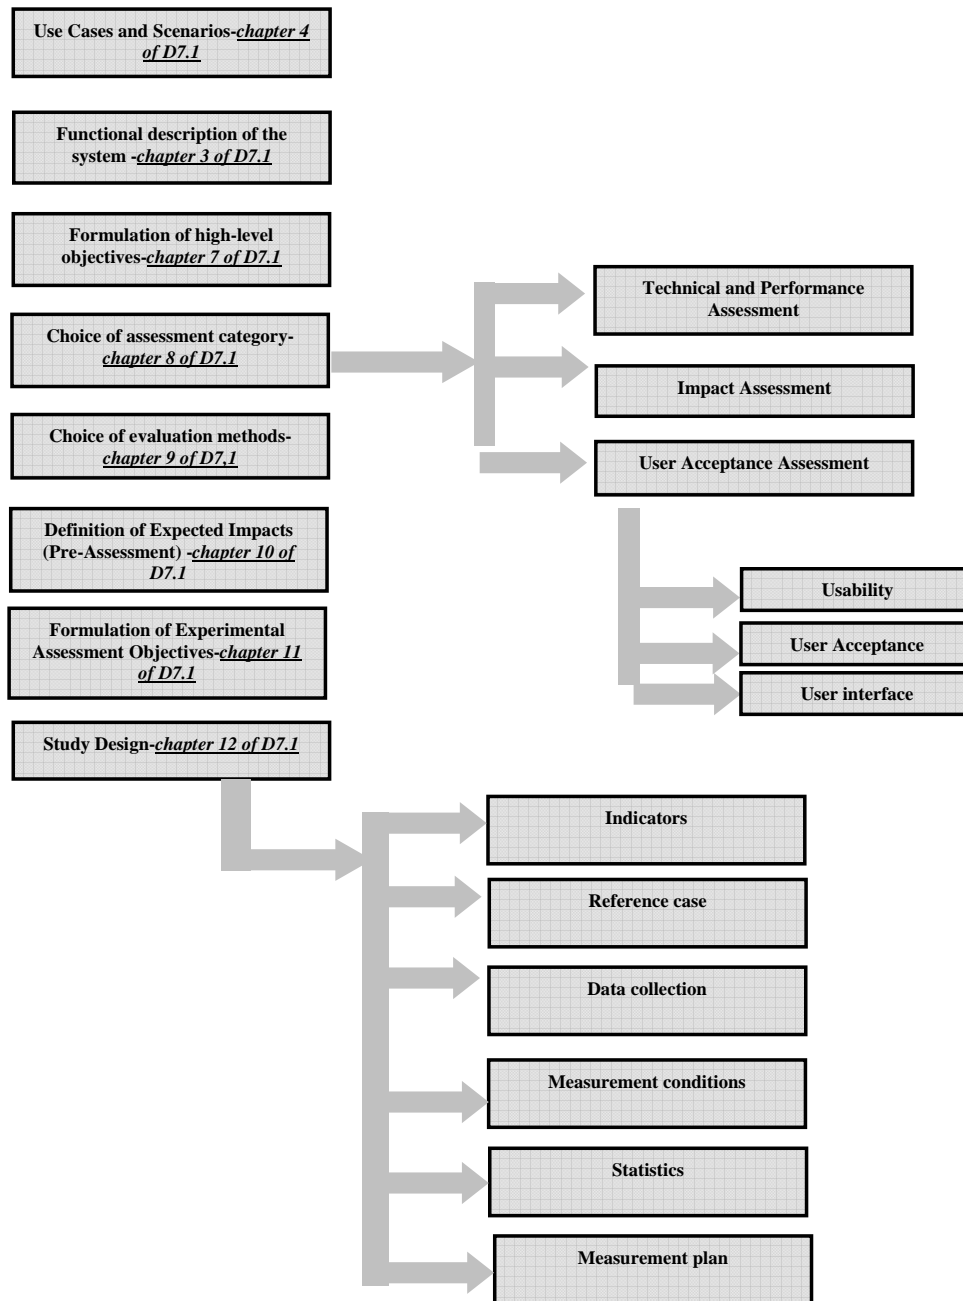 Use Cases and Scenarios-chapter 4
of D7.1
Functional description of the
system -chapter 3 of D7.1
Formulation of high-level
objectives-chapter 7 of D7.1
Choice of assessment category-
chapter 8 of D7.1
Choice of evaluation methods-
chapter 9 of D7,1
Definition of Expected Impacts
(Pre-Assessment) -chapter 10 of
D7.1
Formulation of Experimental
Assessment Objectives-chapter 11
of D7.1
Study Design-chapter 12 of D7.1
Technical and Performance
Assessment
Impact Assessment
User Acceptance Assessment
Usability
User Acceptance
User interface
Indicators
Reference case
Data collection
Measurement conditions
Statistics
Measurement plan